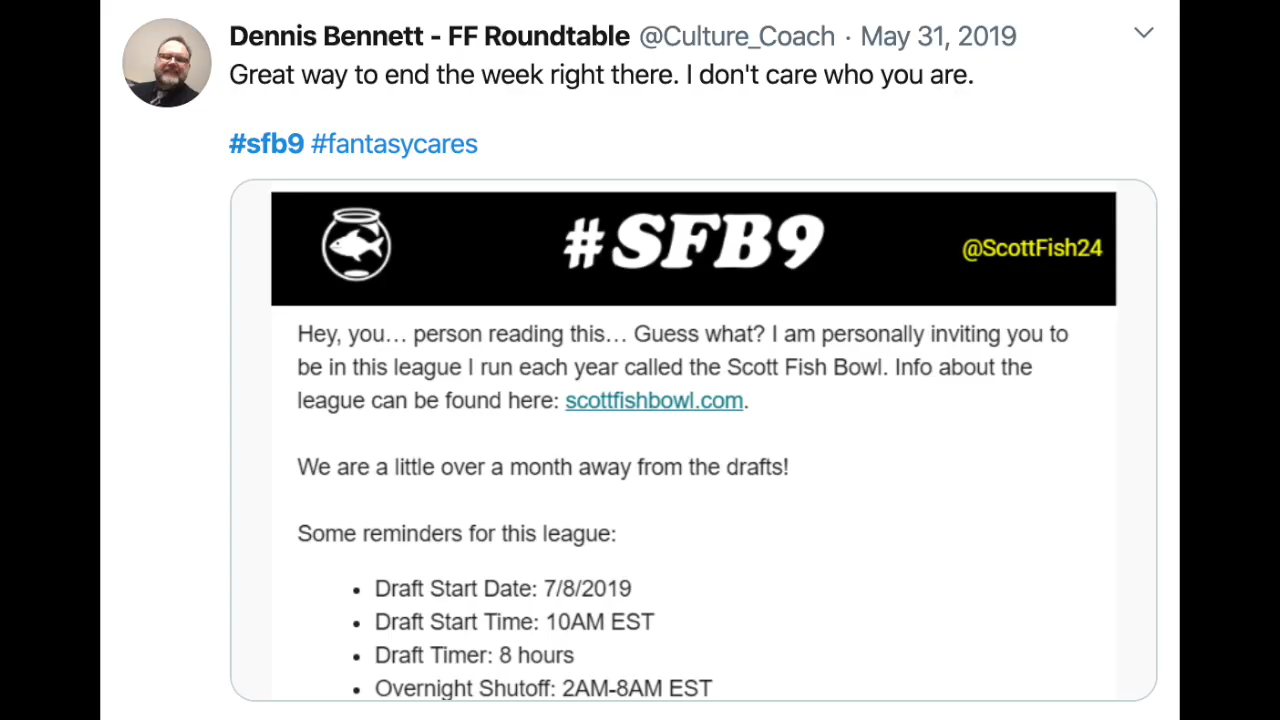 Dennis Bennett - FF Roundtable @Culture_Coach · May 31, 2019
Great way to end the week right there. I don't care who you are.
#sfb9 #fantasycares
#SFB9
@ScottFish24
Hey, you... person reading this... Guess what? I am personally inviting you to
be in this league I run each year called the Scott Fish Bowl. Info about the
league can be found here: scottfishbowl.com.
We are a little over a month away from the drafts!
Some reminders for this league:
• Draft Start Date: 7/8/2019
• Draft Start Time: 10AM EST
• Draft Timer: 8 hours
• Overnight Shutoff: 2AM-8AM EST